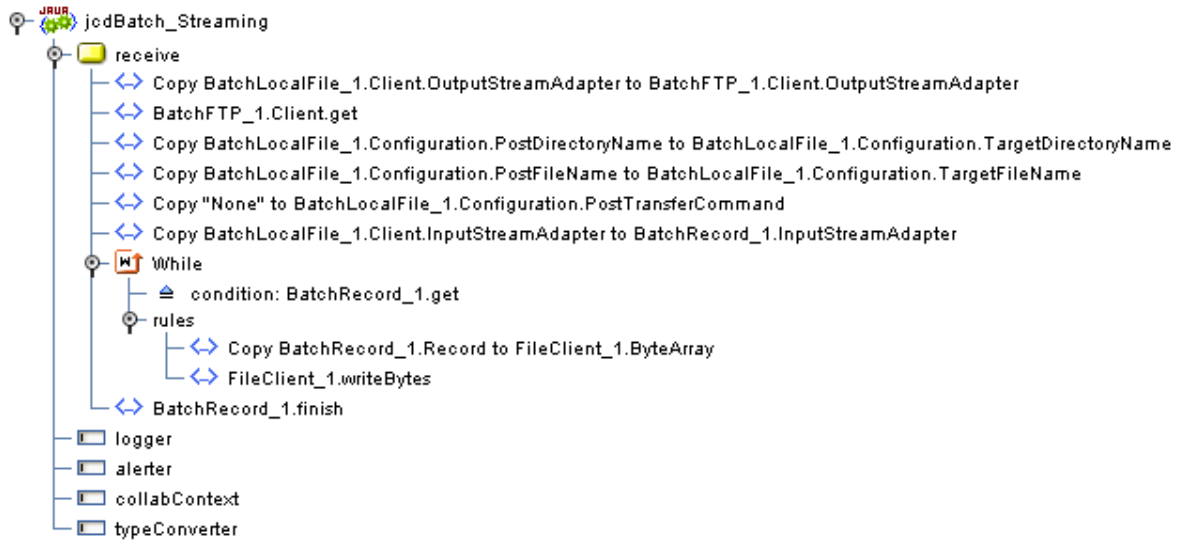 JAVA
jcdBatch_Streaming
receive
Copy BatchLocalFile_1.Client.OutputStreamAdapter to BatchFTP_1.Client.OutputStreamAdapter
BatchFTP_1.Client.get
Copy BatchLocalFile_1.Configuration.PostDirectoryName to BatchLocalFile_1.Configuration.TargetDirectoryName
Copy BatchLocalFile_1.Configuration.PostFileName to BatchLocalFile_1.Configuration.TargetFileName
Copy "None" to BatchLocalFile_1.Configuration.PostTransferCommand
Copy BatchLocalFile_1.Client.InputStreamAdapter to BatchRecord_1.InputStreamAdapter
W While
condition: BatchRecord_1.get
rules
Copy BatchRecord_1.Record to FileClient_1.ByteArray
FileClient_1.writeBytes
BatchRecord_1.finish
logger
alerter
collabContext
typeConverter